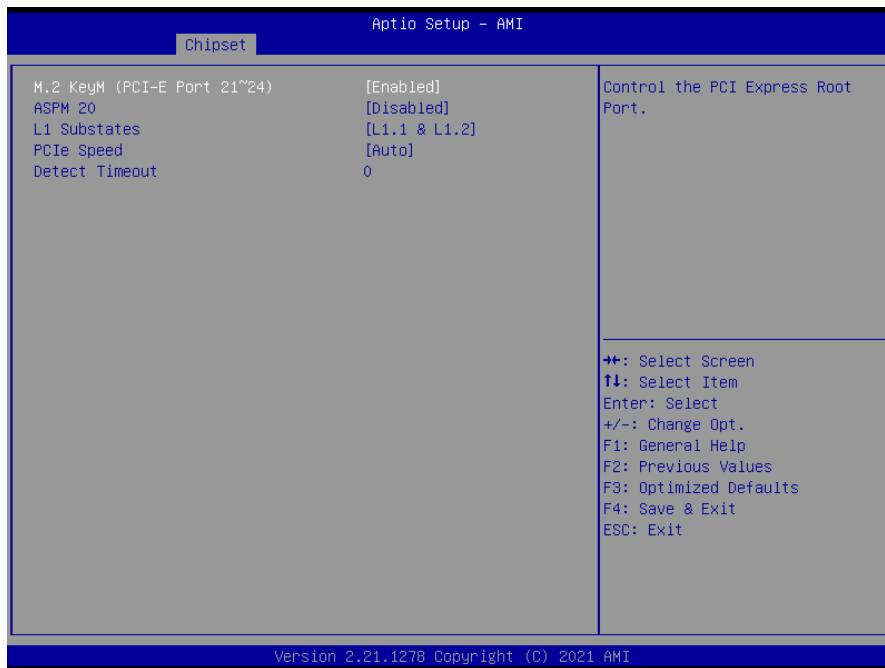 Aptio Setup – AMI
Chipset
M.2 KeyM (PCI-E Port 21~24) [Enabled]
ASPM 20 [Disabled]
L1 Substates [L1.1 & L1.2]
PCIe Speed [Auto]
Detect Timeout 0
Control the PCI Express Root
Port.
→←: Select Screen
↑↓: Select Item
Enter: Select
+/-: Change Opt.
F1: General Help
F2: Previous Values
F3: Optimized Defaults
F4: Save & Exit
ESC: Exit
Version 2.21.1278 Copyright (C) 2021 AMI